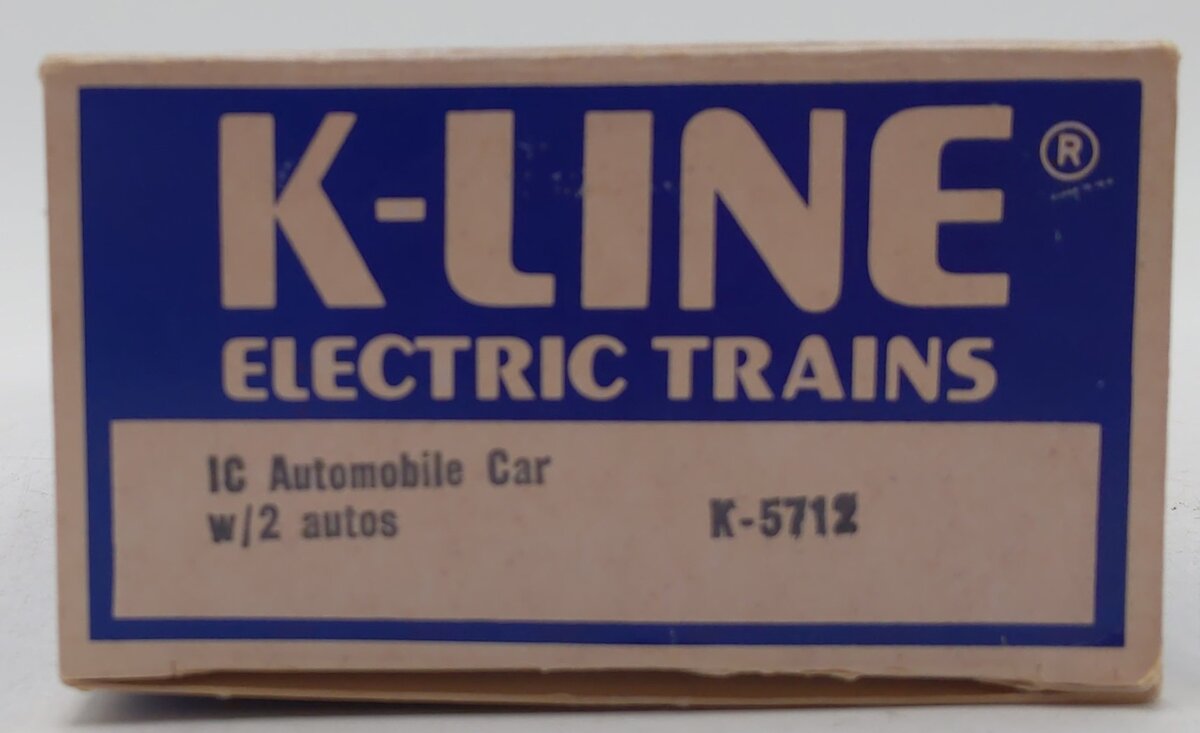 K-LINE®
ELECTRIC TRAINS
IC Automobile Car
w/2 autos
K-5712